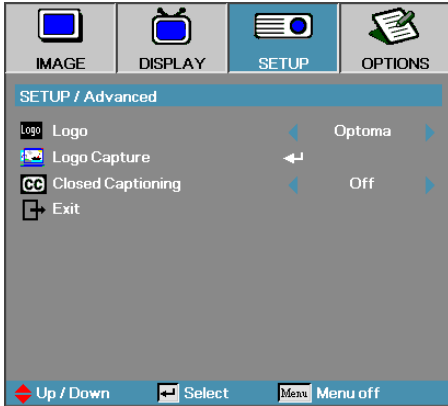 IMAGE DISPLAY SETUP OPTIONS
SETUP / Advanced
Logo Logo Optoma
Logo Capture
CC Closed Captioning Off
Exit
Up / Down Select Menu Menu off